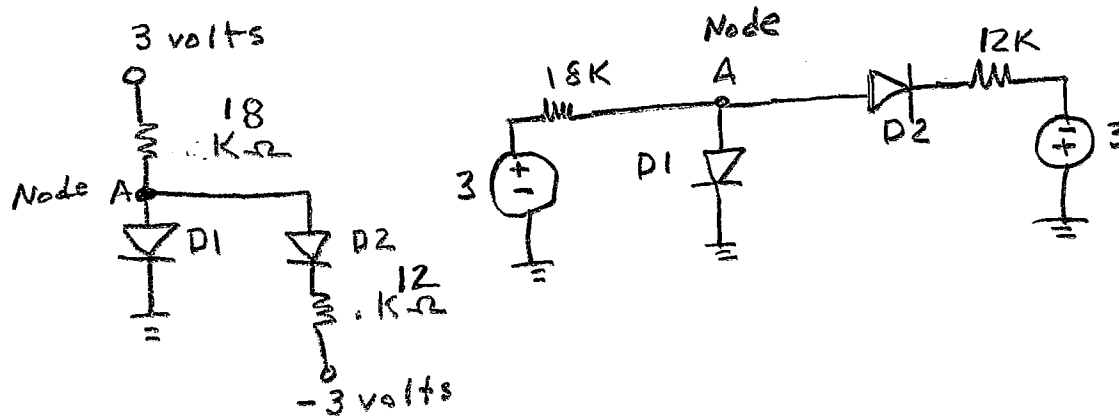 3 volts
18
KΩ
Node A
D1
D2
12
KΩ
-3 volts
Node
A
18K
12K
3
+
-
D1
D2
-
+
3